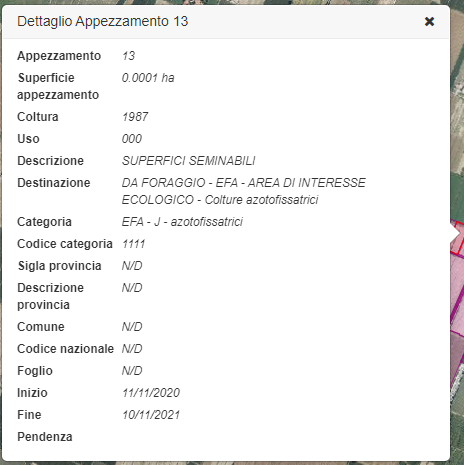 Dettaglio Appezzamento 13 ✖
Appezzamento 13
Superficie 0.0001 ha
appezzamento
Coltura 1987
Uso 000
Descrizione SUPERFICI SEMINABILI
Destinazione DA FORAGGIO - EFA - AREA DI INTERESSE
ECOLOGICO - Colture azotofissatrici
Categoria EFA - J - azotofissatrici
Codice categoria 1111
Sigla provincia N/D
Descrizione N/D
provincia
Comune N/D
Codice nazionale N/D
Foglio N/D
Inizio 11/11/2020
Fine 10/11/2021
Pendenza